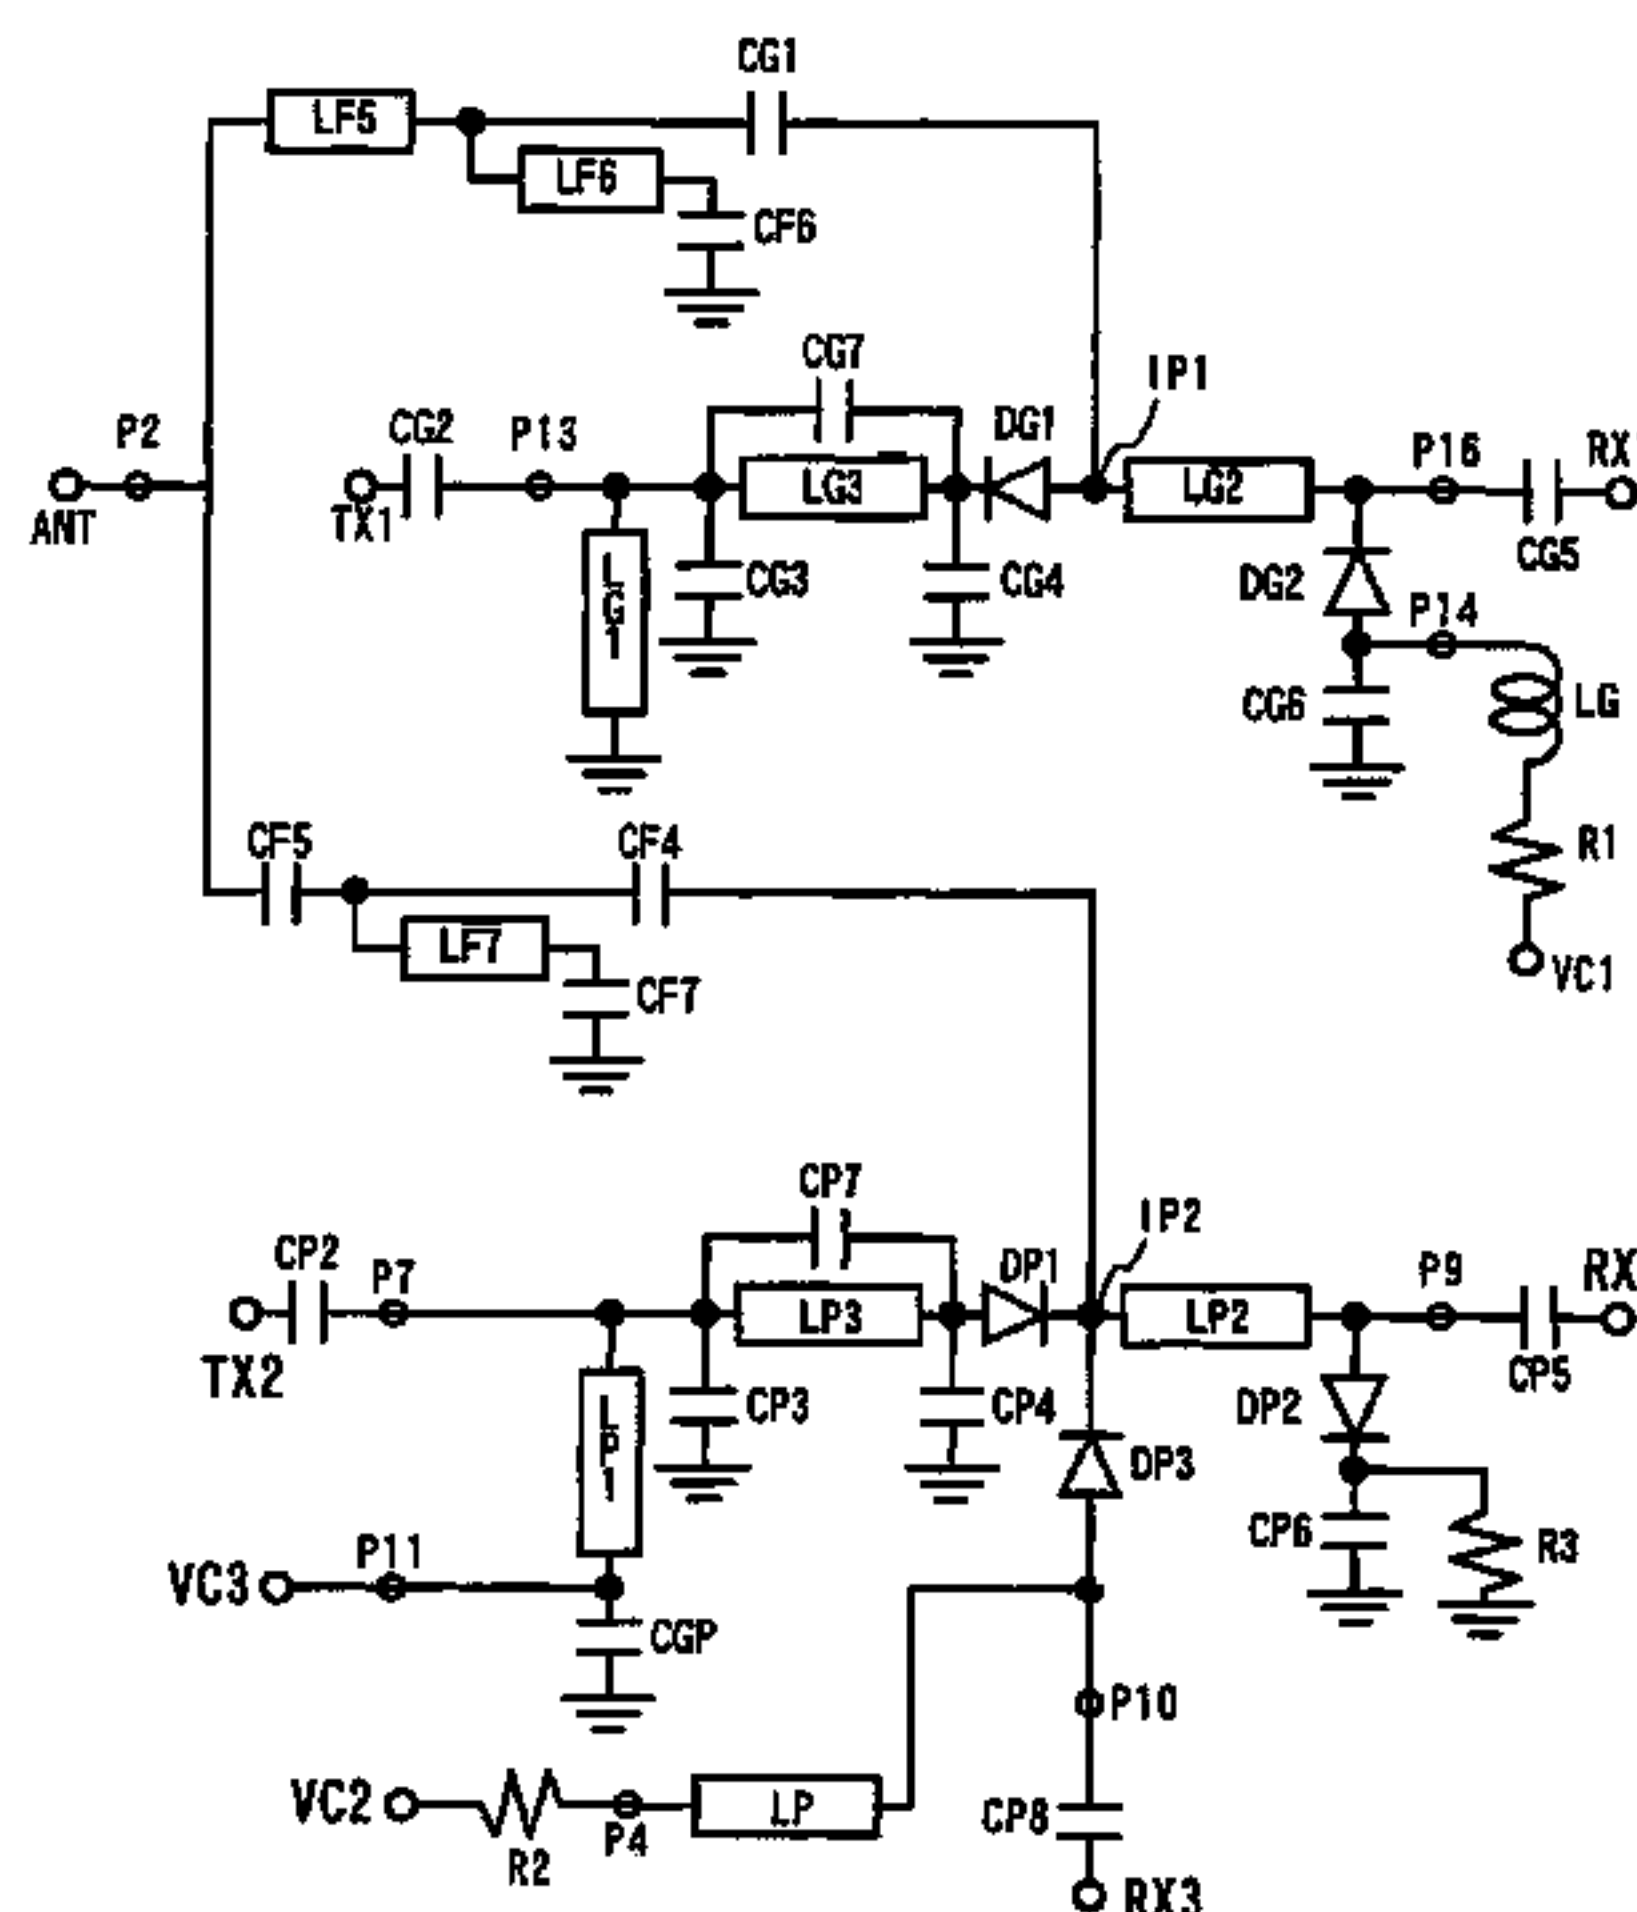 CG1
LF5
LF6
CF6
CG7
IP1
P2
CG2
P13
DG1
P16
RX
LG3
LG2
ANT
TX1
CG5
LG1
CG3
CG4
DG2
P14
CG6
LG
CF5
CF4
R1
LF7
VC1
CF7
CP7
IP2
CP2
P7
DP1
P9
RX
LP3
LP2
TX2
CP5
LP1
CP3
CP4
DP2
DP3
CP6
R3
P11
VC3
CGP
P10
VC2
LP
CP8
P4
R2
RX3